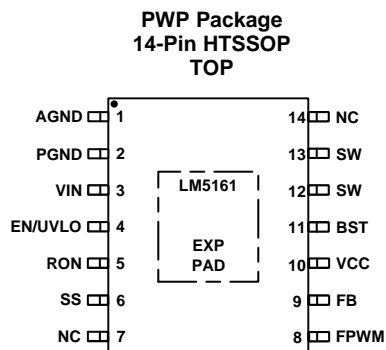 PWP Package
14-Pin HTSSOP
TOP
AGND 1 14 NC
PGND 2 13 SW
VIN 3 LM5161 12 SW
EN/UVLO 4 11 BST
RON 5 EXP PAD 10 VCC
SS 6 9 FB
NC 7 8 FPWM